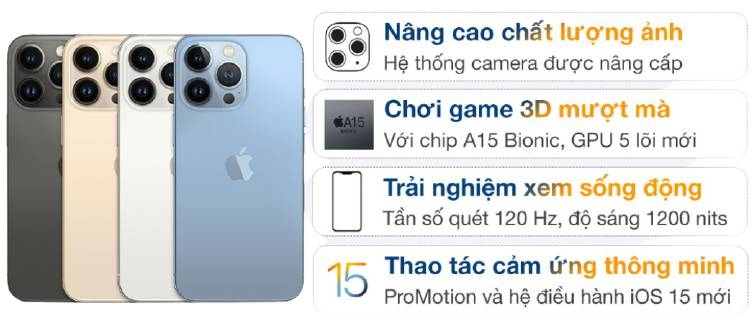 Nâng cao chất lượng ảnh
Hệ thống camera được nâng cấp
A15
BIONIC
Chơi game 3D mượt mà
Với chip A15 Bionic, GPU 5 lõi mới
Trải nghiệm xem sống động
Tần số quét 120 Hz, độ sáng 1200 nits
15
Thao tác cảm ứng thông minh
ProMotion và hệ điều hành iOS 15 mới